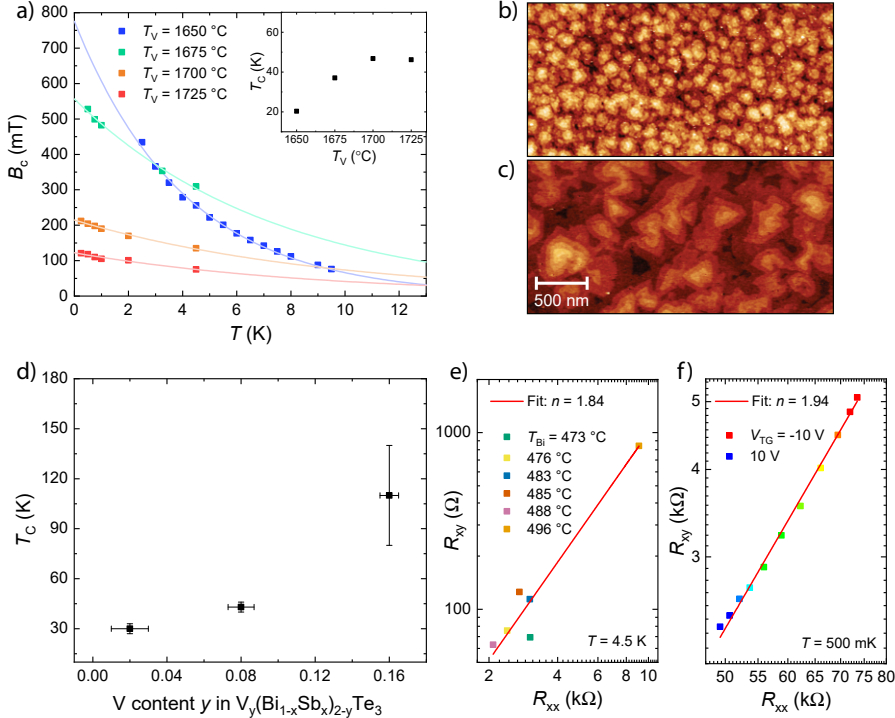 a)
800
700
600
500
400
300
200
100
0
B_c (mT)
0 2 4 6 8 10 12
T (K)
T_V = 1650 °C
T_V = 1675 °C
T_V = 1700 °C
T_V = 1725 °C
60
40
20
T_C (K)
1650 1675 1700 1725
T_V (°C)
b)
c)
500 nm
d)
180
150
120
90
60
30
T_C (K)
0.00 0.04 0.08 0.12 0.16
V content y in V_y(Bi_{1-x}Sb_x)_{2-y}Te_3
e)
Fit: n = 1.84
T_Bi = 473 °C
476 °C
483 °C
485 °C
488 °C
496 °C
1000
100
R_xy (Ω)
T = 4.5 K
2 4 6 8 10
R_xx (kΩ)
f)
Fit: n = 1.94
V_TG = -10 V
10 V
5
4
3
R_xy (kΩ)
T = 500 mK
50 55 60 65 70 75 80
R_xx (kΩ)